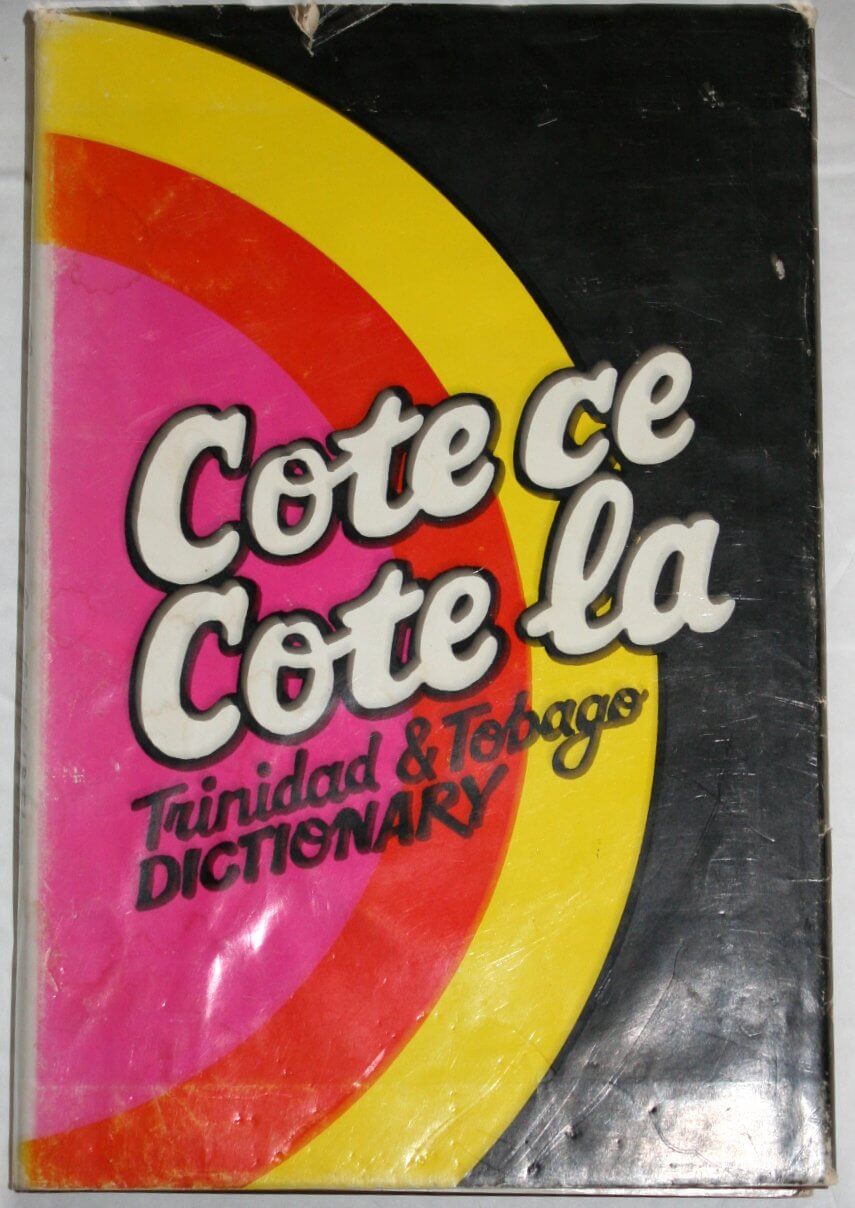 Cote ce
Cote la
Trinidad & Tobago
DICTIONARY